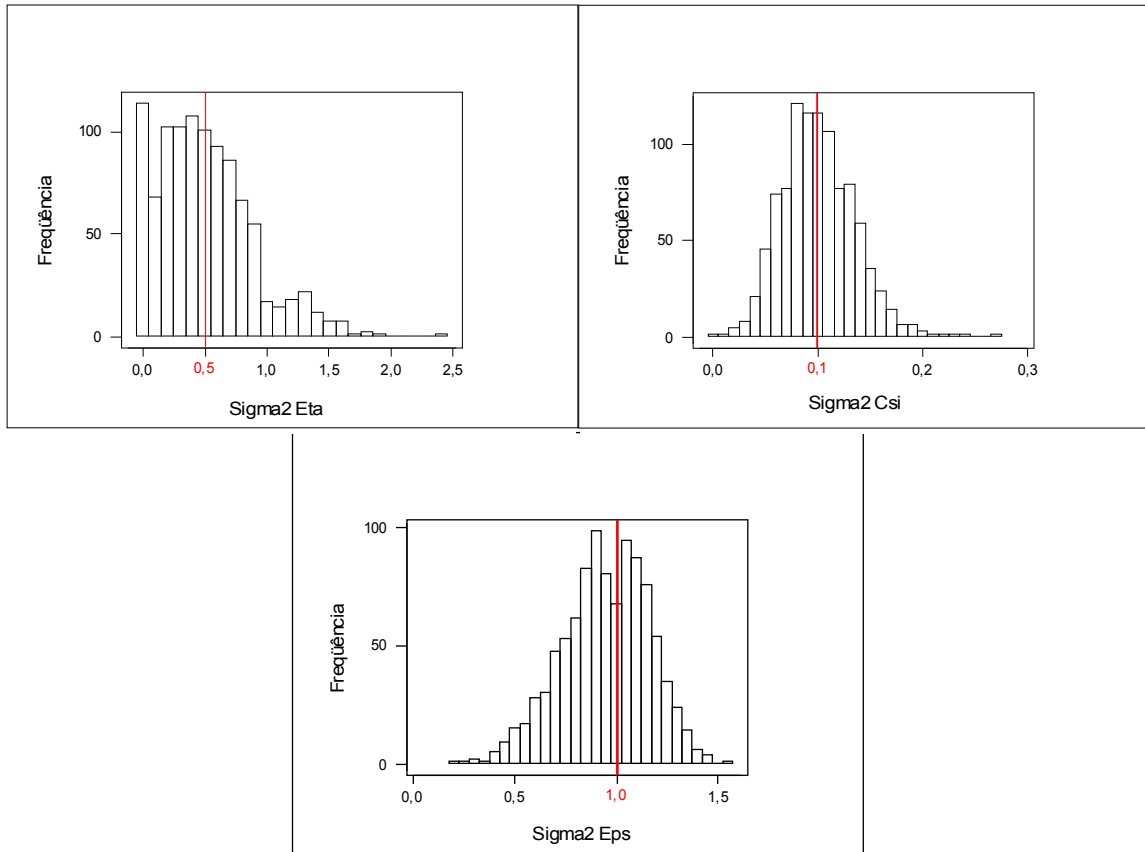 100
50
0
Freqüência
0,0 0,5 1,0 1,5 2,0 2,5
Sigma2 Eta
100
50
0
Freqüência
0,0 0,1 0,2 0,3
Sigma2 Csi
100
50
0
Freqüência
0,0 0,5 1,0 1,5
Sigma2 Eps